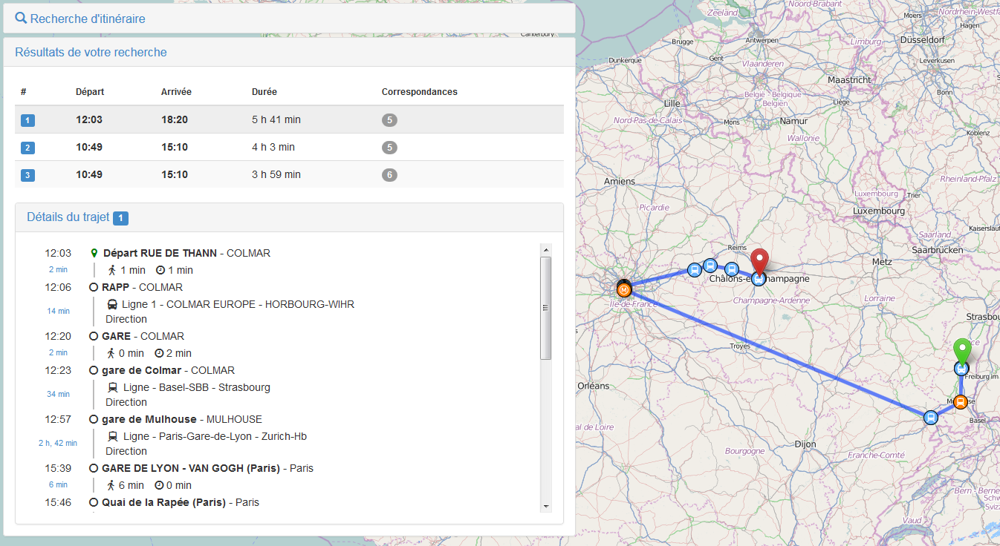 Recherche d'itinéraire
Résultats de votre recherche
# Départ Arrivée Durée Correspondances
1 12:03 18:20 5 h 41 min 5
2 10:49 15:10 4 h 3 min 5
3 10:49 15:10 3 h 59 min 6
Détails du trajet 1
12:03 Départ RUE DE THANN - COLMAR
2 min 1 min 1 min
12:06 RAPP - COLMAR
14 min Ligne 1 - COLMAR EUROPE - HORBOURG-WIHR
Direction
12:20 GARE - COLMAR
2 min 0 min 2 min
12:23 gare de Colmar - COLMAR
34 min Ligne - Basel-SBB - Strasbourg
Direction
12:57 gare de Mulhouse - MULHOUSE
2 h, 42 min Ligne - Paris-Gare-de-Lyon - Zurich-Hb
Direction
15:39 GARE DE LYON - VAN GOGH (Paris) - Paris
6 min 6 min 0 min
15:46 Quai de la Rapée (Paris) - Paris
Canterbury
Zeeland
Noord-Brabant
Moers
Nordrhein-Westfa
Hagen
Brugge
Antwerpen
Limburg
Düsseldorf
Dunkerque
Gent
Vlaanderen
Leverkusen
Maastricht
Bonn
België - Belgique
Belgien
Lille
Liège
Nord-Pas-de-Calais
Mons
Namur
Koblenz
Wallonie
Amiens
Rheinland-Pfalz
Luxembourg
Trier
Picardie
Luxembourg
Kaiserslaut
Saarland
Reims
Saarbrücken
Metz
Châlons-e
hampagne
Île-de-France
Champagne-Ardenne
Lorraine
Strasbou
Troyes
M
se
Freiburg im
Orléans
Basel
al de Loire
Dijon
Bourgogne
Franche-Comté
Bern - Berne
Schw
Svizz
Vaud